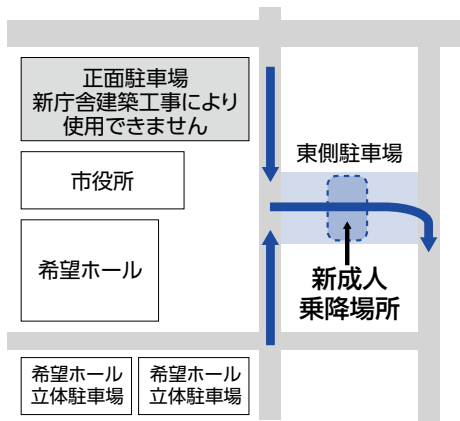 正面駐車場
新庁舎建築工事により
使用できません
東側駐車場
市役所
希望ホール
新成人
乗降場所
希望ホール
立体駐車場
希望ホール
立体駐車場